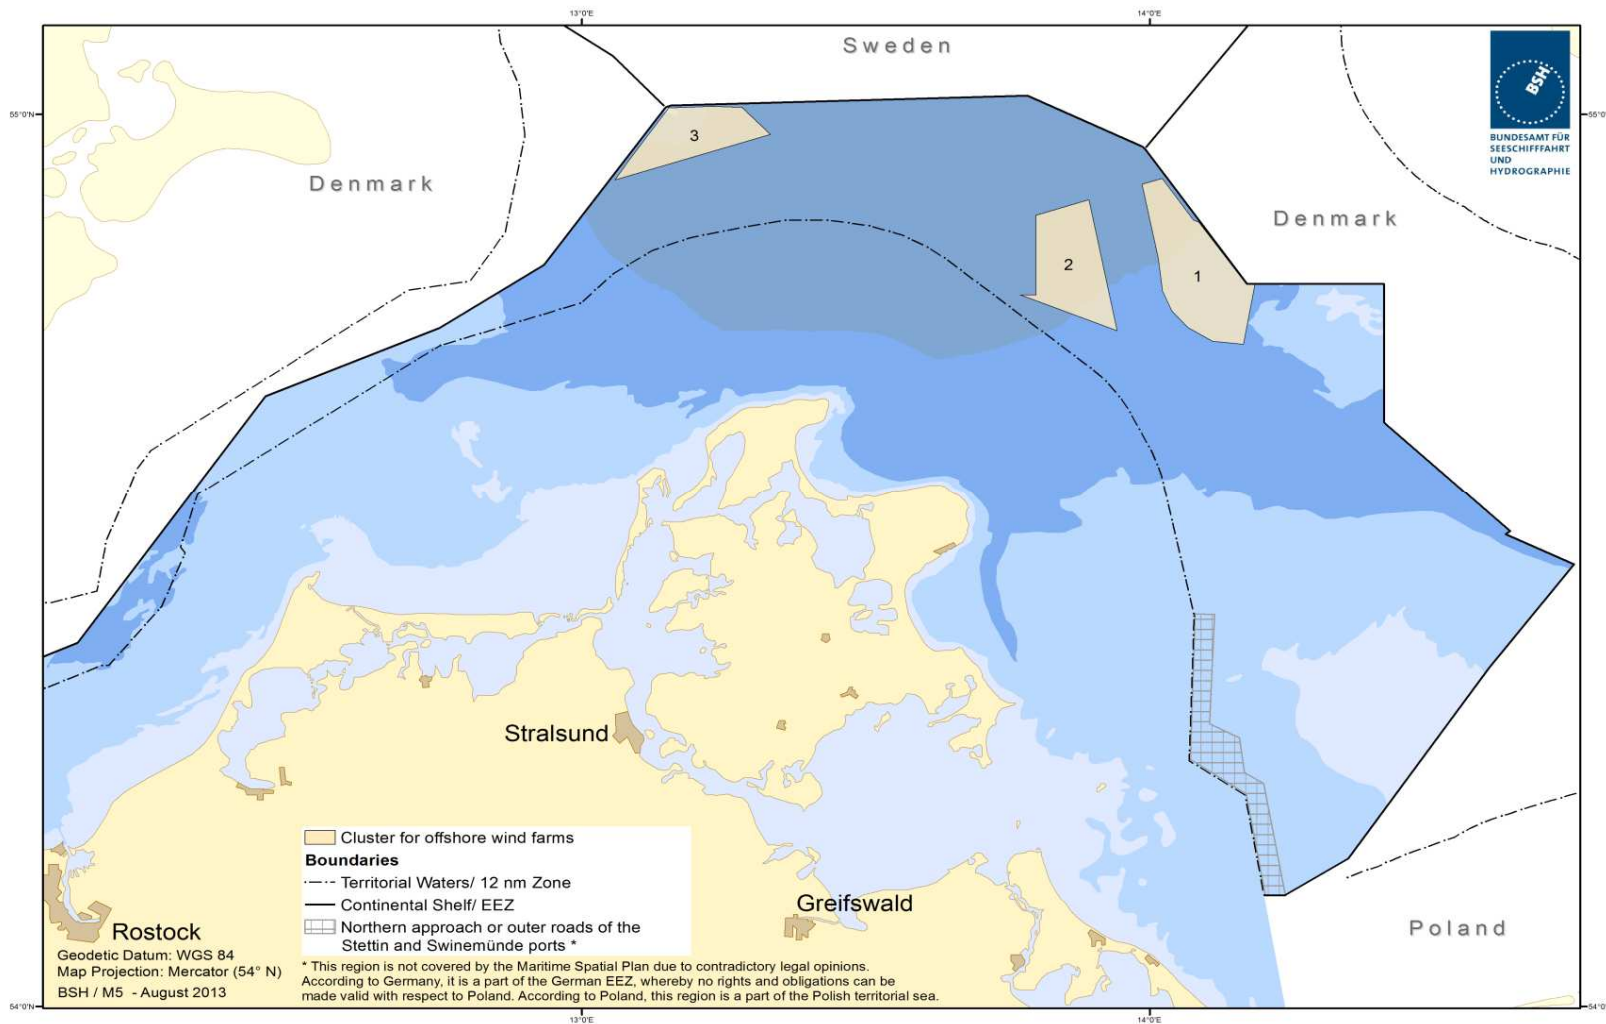 13°0'E
14°0'E
Sweden
BSH
BUNDESAMT FÜR
SEESCHIFFFAHRT
UND
HYDROGRAPHIE
55°0'N
55°0'
3
Denmark
Denmark
2
1
Stralsund
Cluster for offshore wind farms
Boundaries
Territorial Waters/ 12 nm Zone
Continental Shelf/ EEZ
Northern approach or outer roads of the
Stettin and Swinemünde ports *
Greifswald
Poland
Rostock
Geodetic Datum: WGS 84
Map Projection: Mercator (54° N)
BSH / M5 - August 2013
* This region is not covered by the Maritime Spatial Plan due to contradictory legal opinions.
According to Germany, it is a part of the German EEZ, whereby no rights and obligations can be
made valid with respect to Poland. According to Poland, this region is a part of the Polish territorial sea.
54°0'N
54°0'
13°0'E
14°0'E